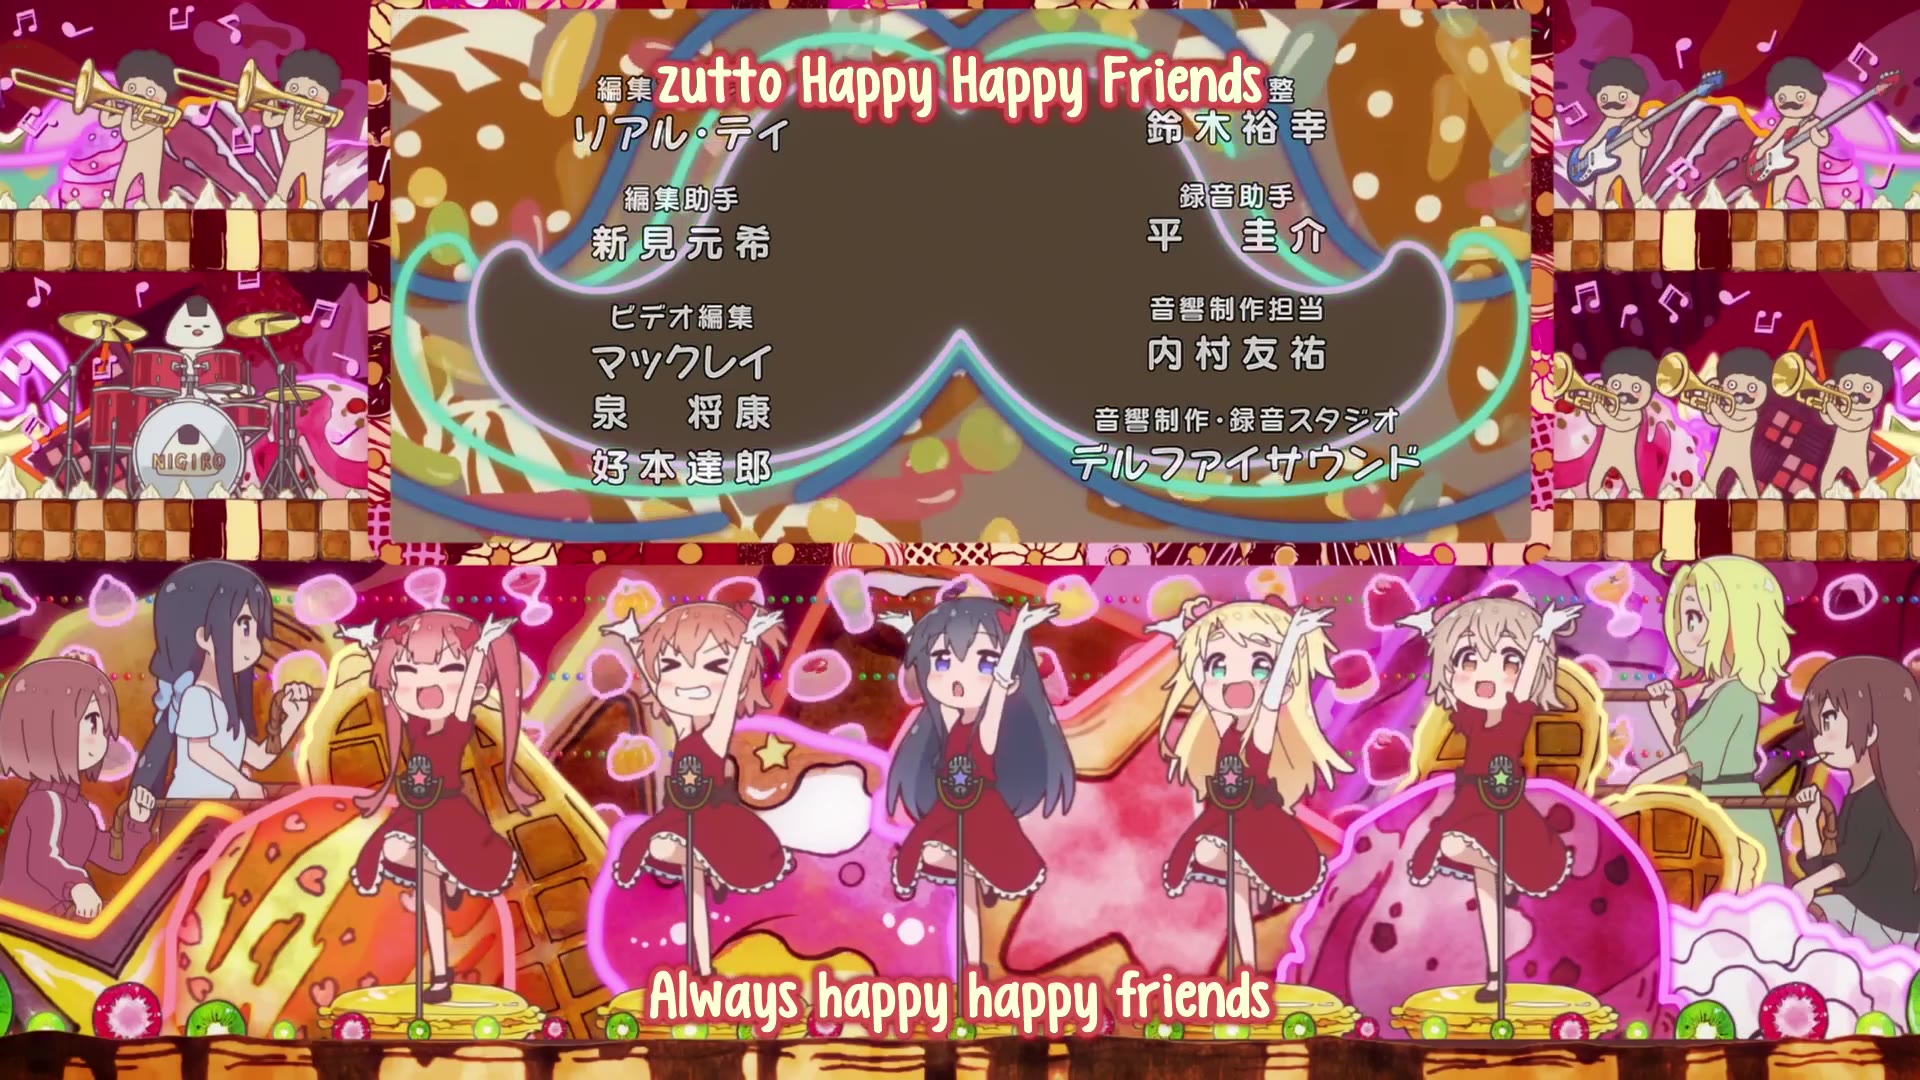 zutto Happy Happy Friends
編集
リアル・テイ
編集助手
新見元希
ビデオ編集
マックレイ
泉 将康
好本達郎
整
鈴木裕幸
録音助手
平 圭介
音響制作担当
内村友祐
音響制作・録音スタジオ
デルファイサウンド
NIGIRO
Always happy happy friends